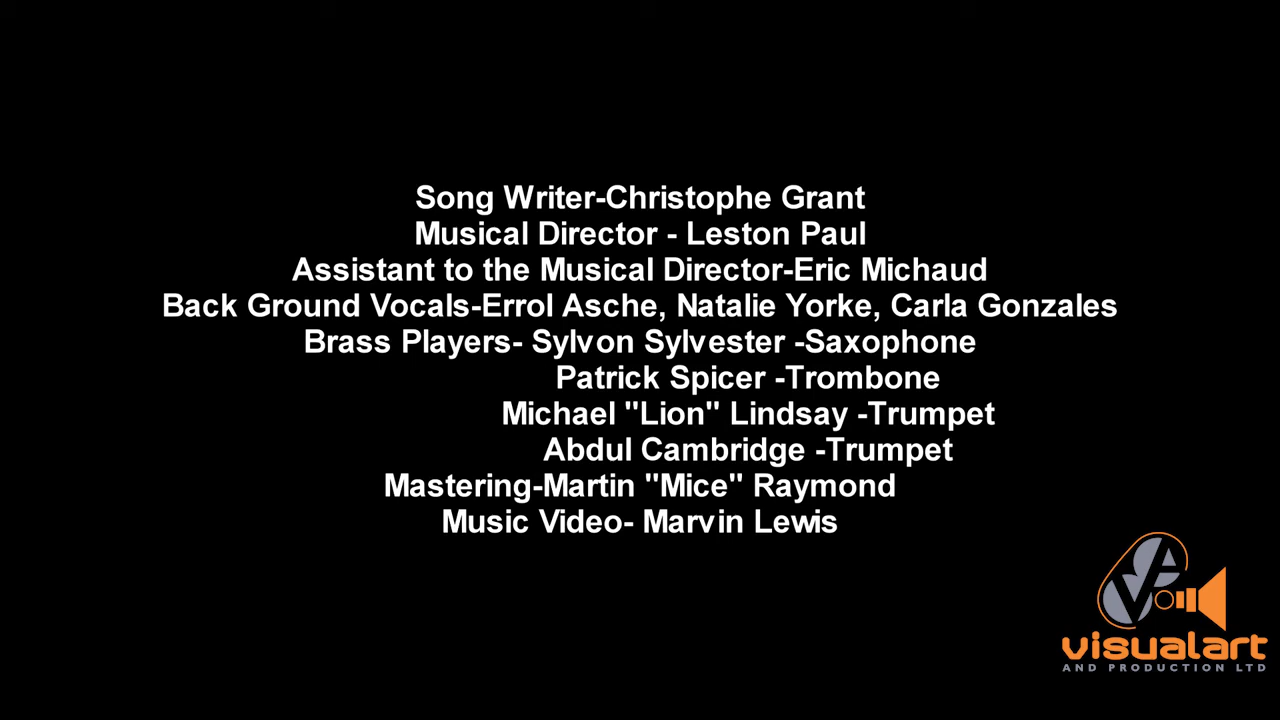 Song Writer-Christophe Grant
Musical Director - Leston Paul
Assistant to the Musical Director-Eric Michaud
Back Ground Vocals-Errol Asche, Natalie Yorke, Carla Gonzales
Brass Players- Sylvon Sylvester -Saxophone
Patrick Spicer -Trombone
Michael "Lion" Lindsay -Trumpet
Abdul Cambridge -Trumpet
Mastering-Martin "Mice" Raymond
Music Video- Marvin Lewis
VA
visualart
AND PRODUCTION LTD